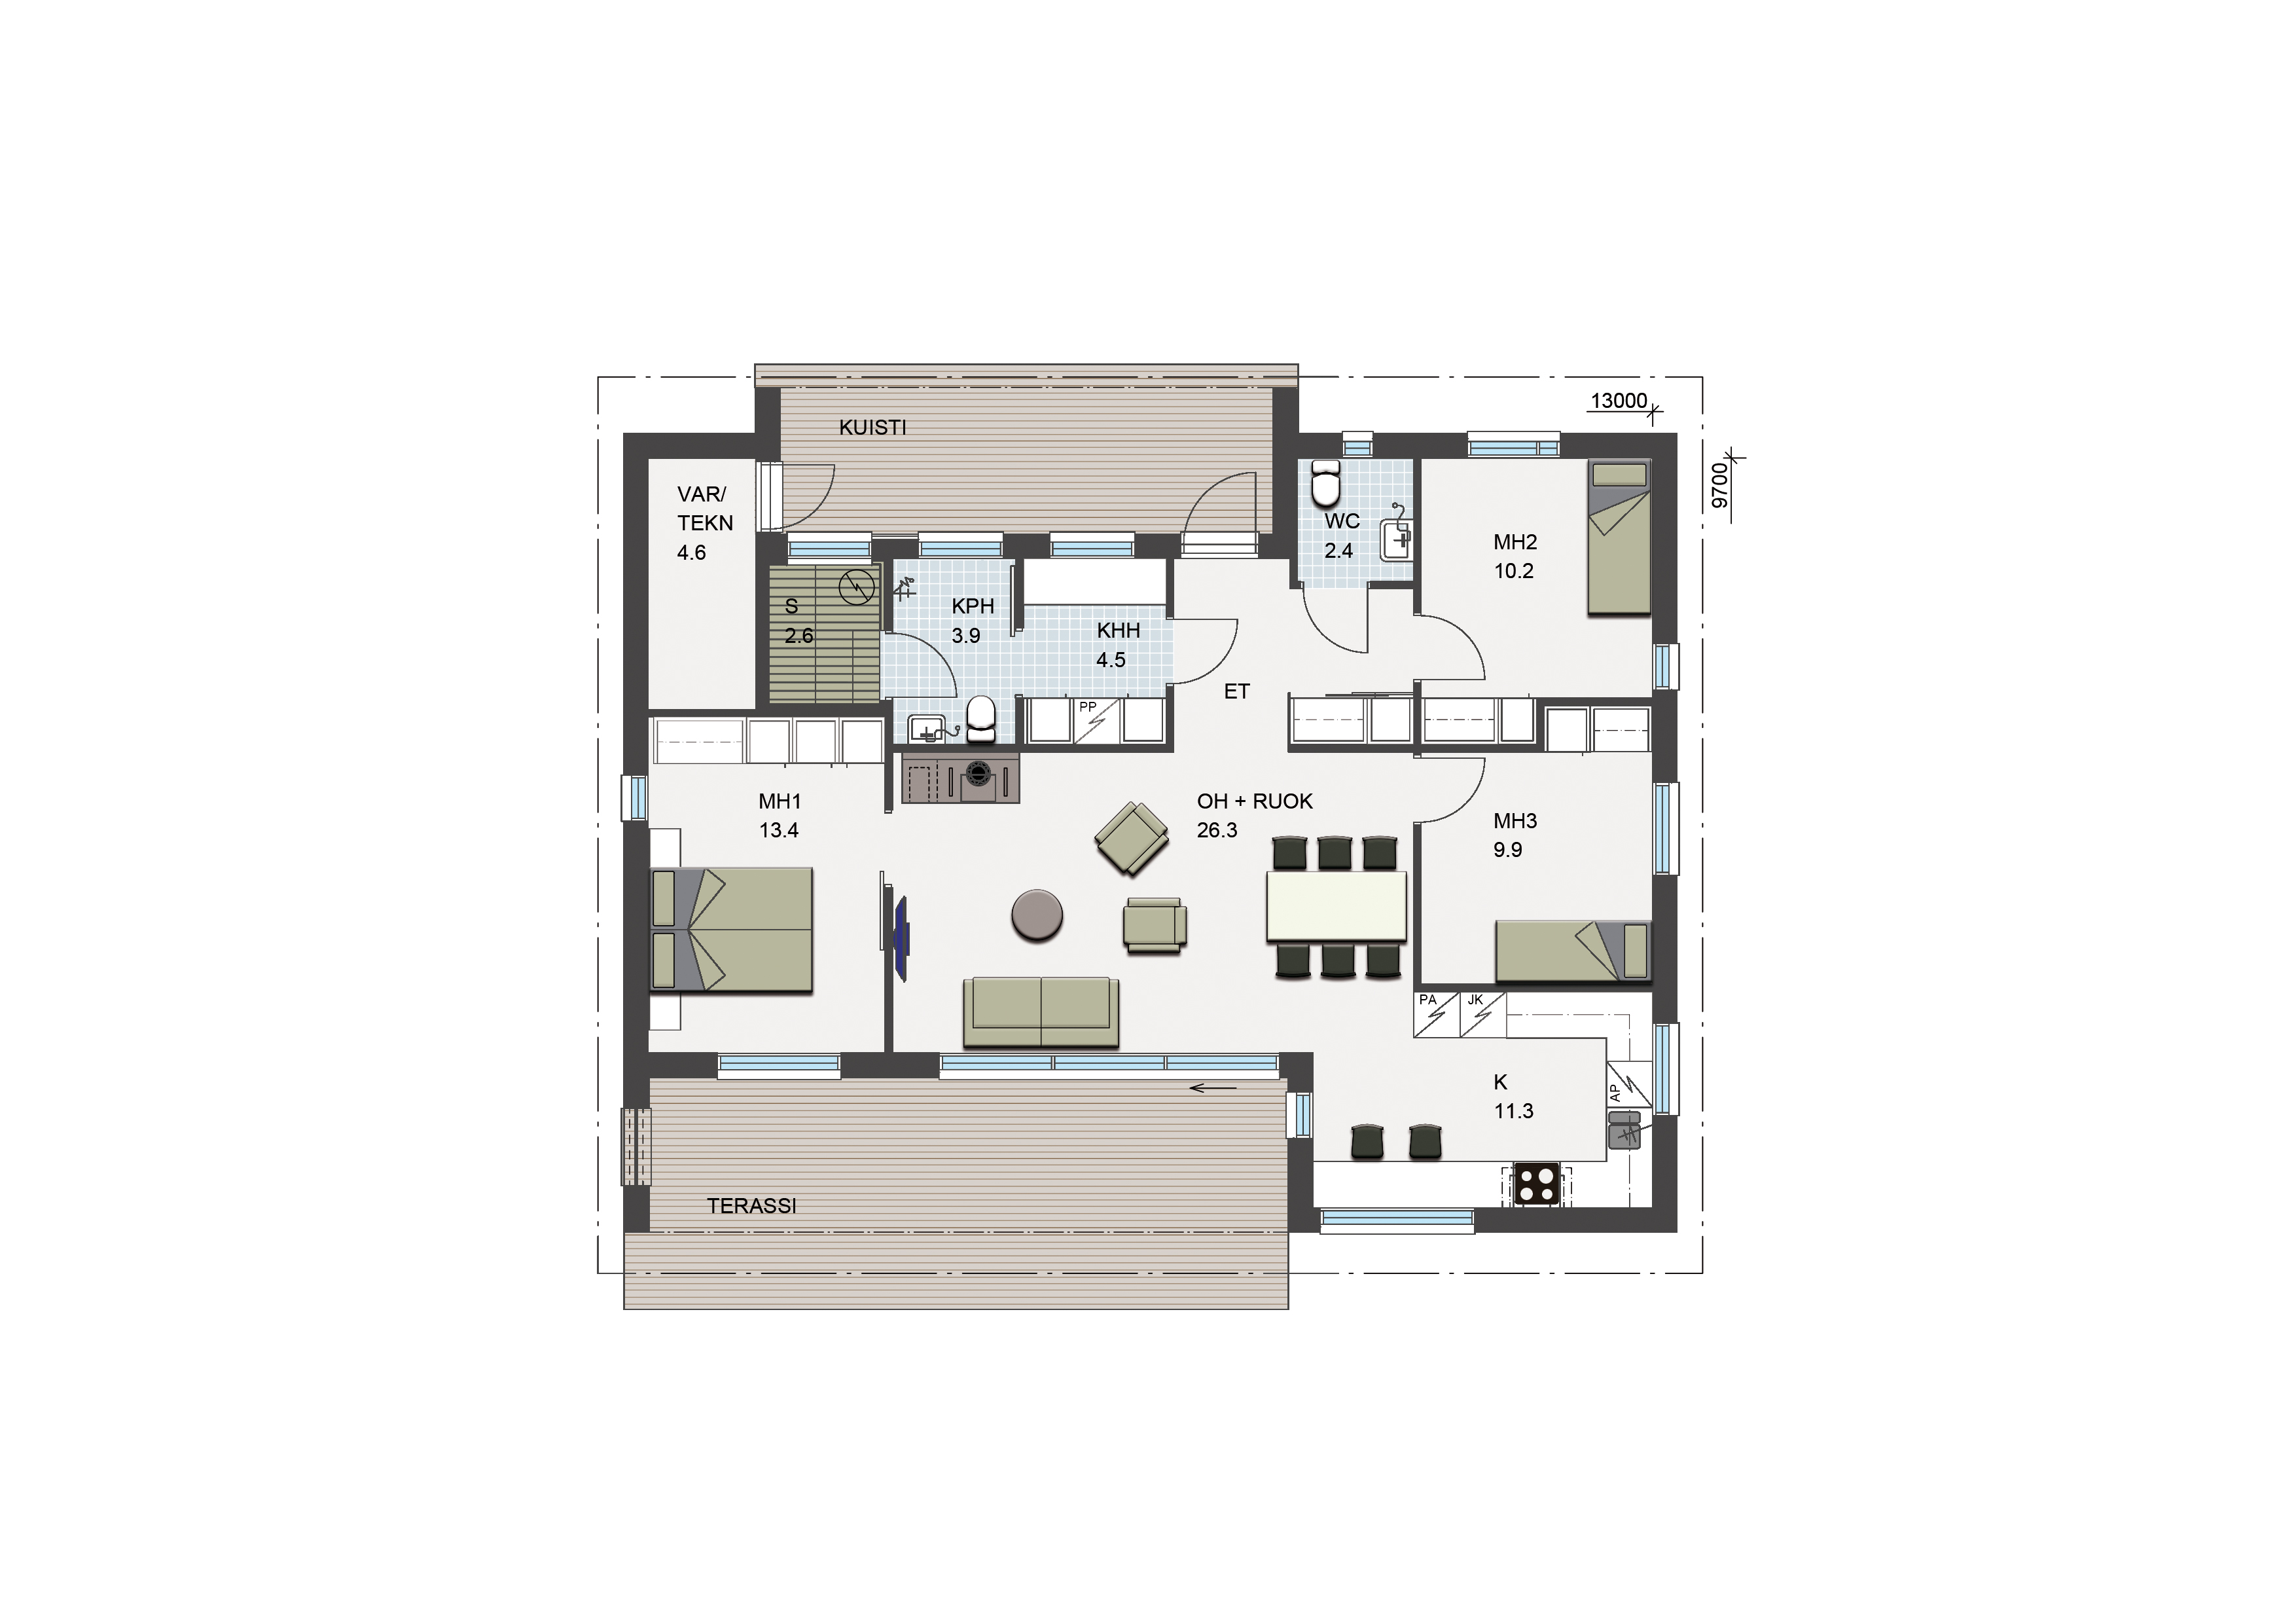 13000
9700
KUISTI
VAR/
TEKN
4.6
WC
2.4
MH2
10.2
S
2.6
KPH
3.9
KHH
4.5
ET
PP
MH1
13.4
OH + RUOK
26.3
MH3
9.9
PA
JK
K
11.3
AP
TERASSI